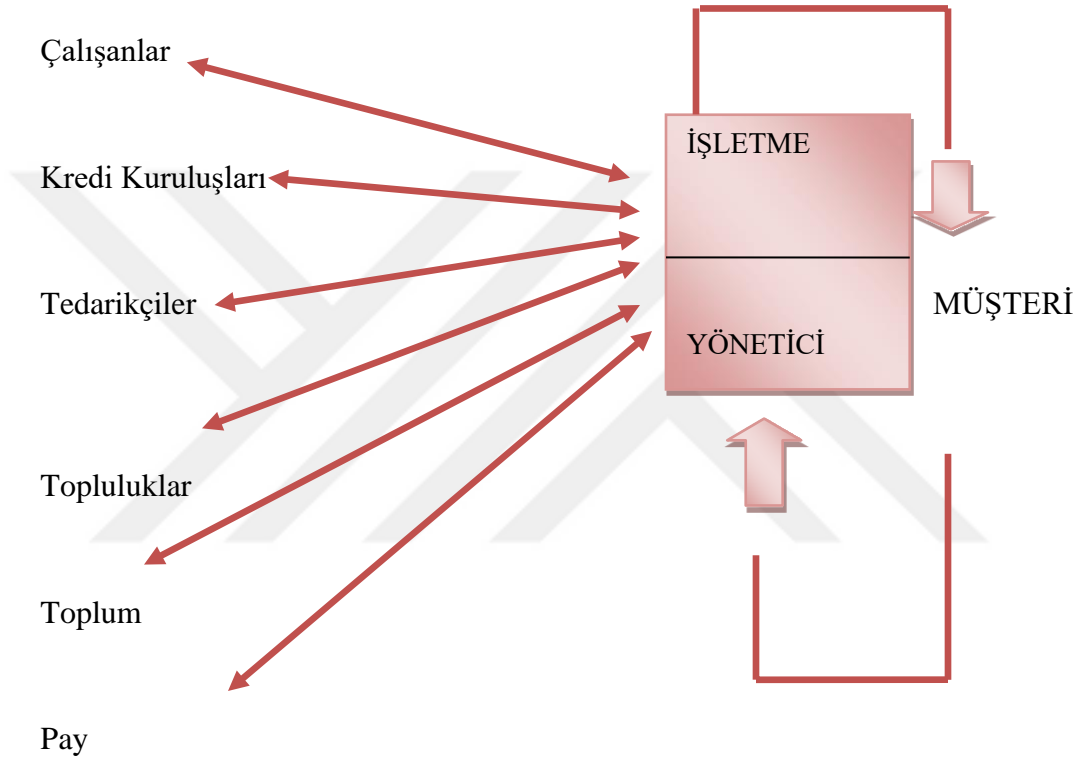 Çalışanlar
Kredi Kuruluşları
Tedarikçiler
Topluluklar
Toplum
Pay
İŞLETME
YÖNETİCİ
MÜŞTERİ